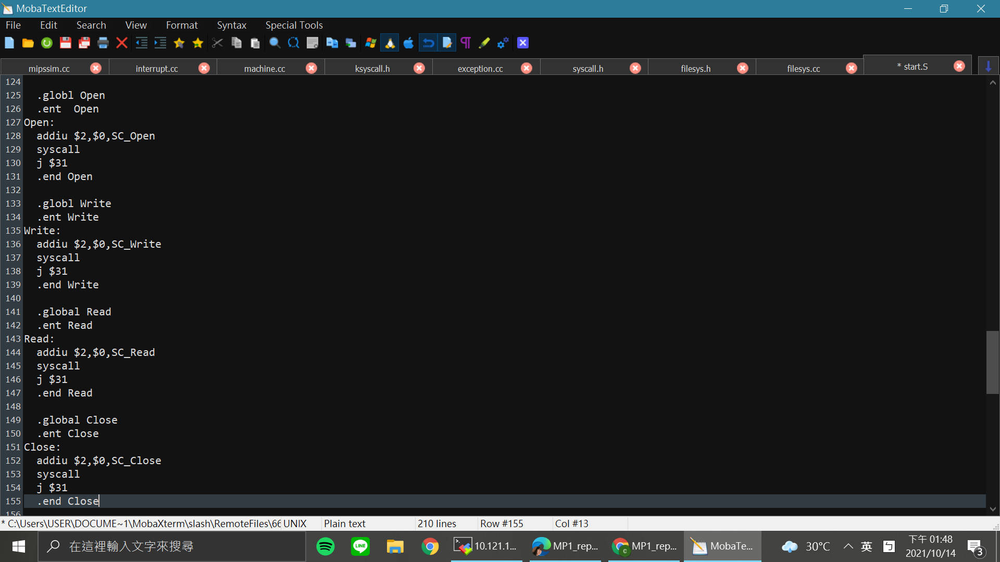 MobaTextEditor
File Edit Search View Format Syntax Special Tools
mipssim.cc interrupt.cc machine.cc ksyscall.h exception.cc syscall.h filesys.h filesys.cc * start.S
124
125 .globl Open
126 .ent  Open
127 Open:
128 addiu $2,$0,SC_Open
129 syscall
130 j $31
131 .end Open
132
133 .globl Write
134 .ent Write
135 Write:
136 addiu $2,$0,SC_Write
137 syscall
138 j $31
139 .end Write
140
141 .global Read
142 .ent Read
143 Read:
144 addiu $2,$0,SC_Read
145 syscall
146 j $31
147 .end Read
148
149 .global Close
150 .ent Close
151 Close:
152 addiu $2,$0,SC_Close
153 syscall
154 j $31
155 .end Close
156
* C:\Users\USER\DOCUME~1\MobaXterm\slash\RemoteFiles\66 UNIX Plain text 210 lines Row #155 Col #13
在這裡輸入文字來搜尋 LINE 10.121.1... MP1_rep... MP1_rep... MobaTe... 30°C 英 ㄅ 下午 01:48
2021/10/14 3